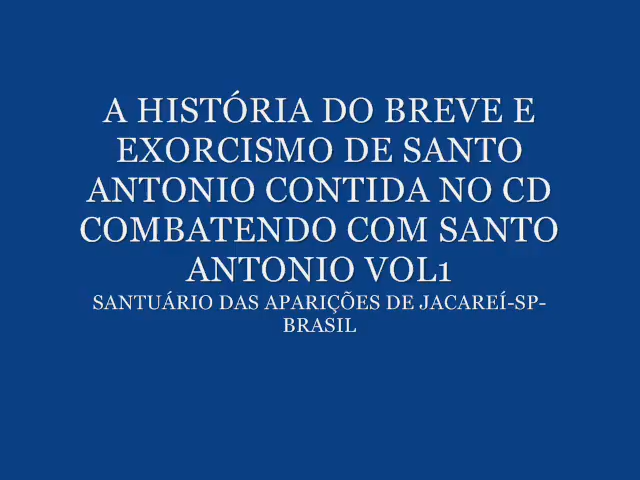 A HISTÓRIA DO BREVE E
EXORCISMO DE SANTO
ANTONIO CONTIDA NO CD
COMBATENDO COM SANTO
ANTONIO VOL1
SANTUÁRIO DAS APARIÇÕES DE JACAREÍ-SP-
BRASIL